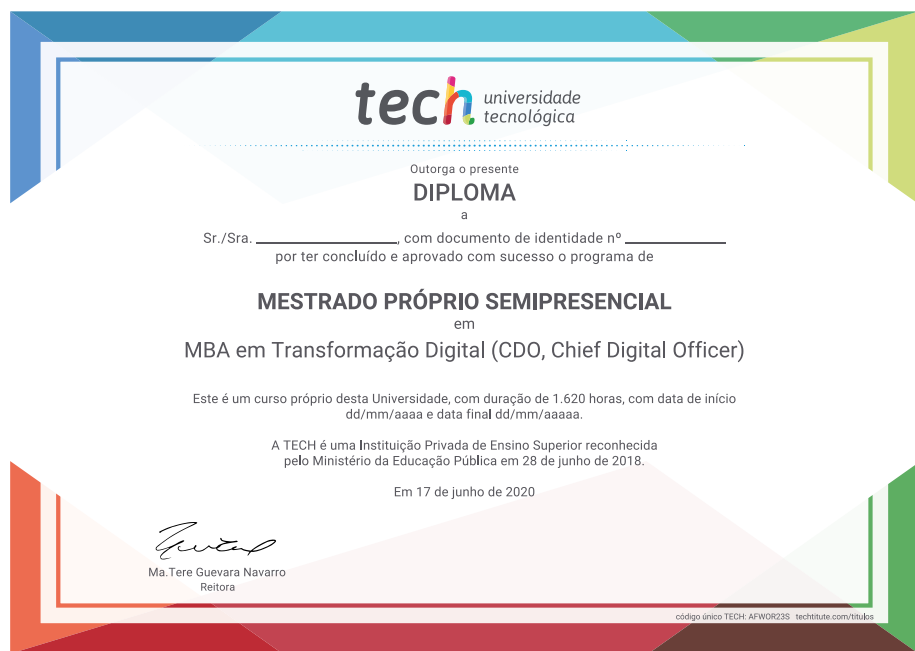 tech universidade
tecnológica
Outorga o presente
DIPLOMA
a
Sr./Sra. ____________, com documento de identidade nº ____________
por ter concluído e aprovado com sucesso o programa de
MESTRADO PRÓPRIO SEMIPRESENCIAL
em
MBA em Transformação Digital (CDO, Chief Digital Officer)
Este é um curso próprio desta Universidade, com duração de 1.620 horas, com data de início
dd/mm/aaaa e data final dd/mm/aaaaa.
A TECH é uma Instituição Privada de Ensino Superior reconhecida
pelo Ministério da Educação Pública em 28 de junho de 2018.
Em 17 de junho de 2020
Ma.Tere Guevara Navarro
Reitora
código único TECH: AFWOR23S techtitute.com/titulos